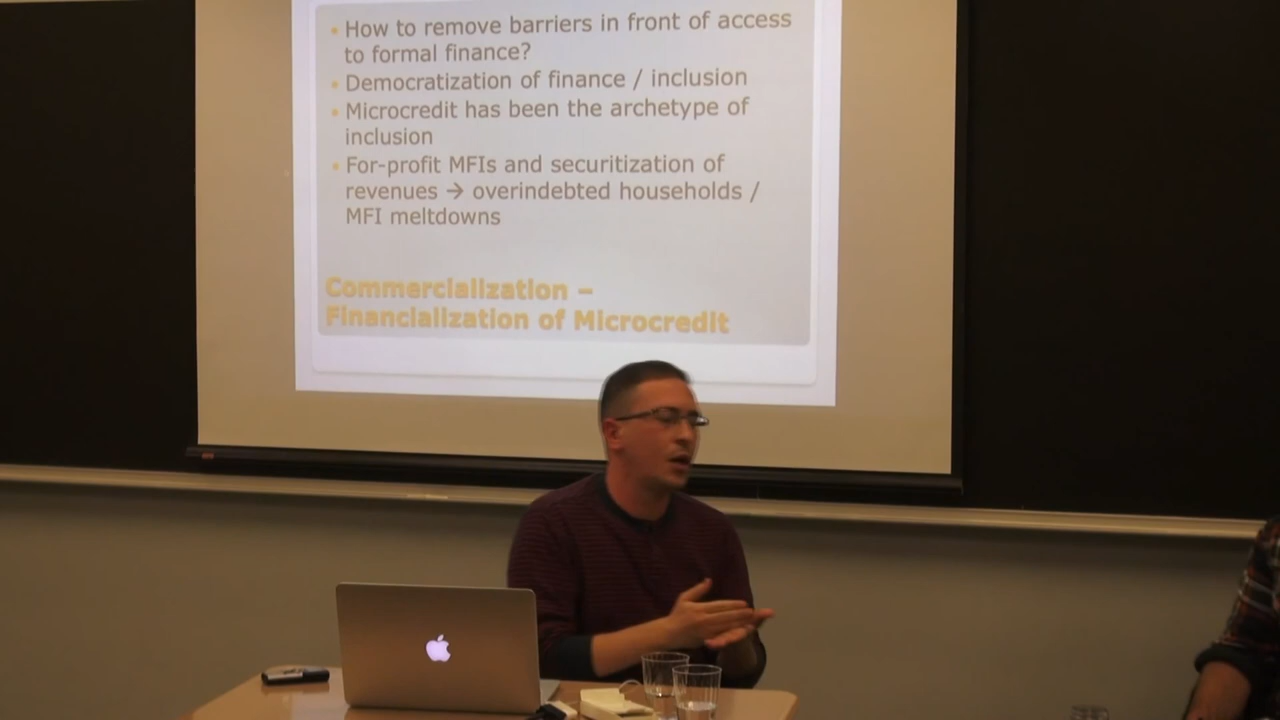 • How to remove barriers in front of access
to formal finance?
• Democratization of finance / inclusion
• Microcredit has been the archetype of
inclusion
• For-profit MFIs and securitization of
revenues → overindebted households /
MFI meltdowns
Commercialization –
Financialization of Microcredit